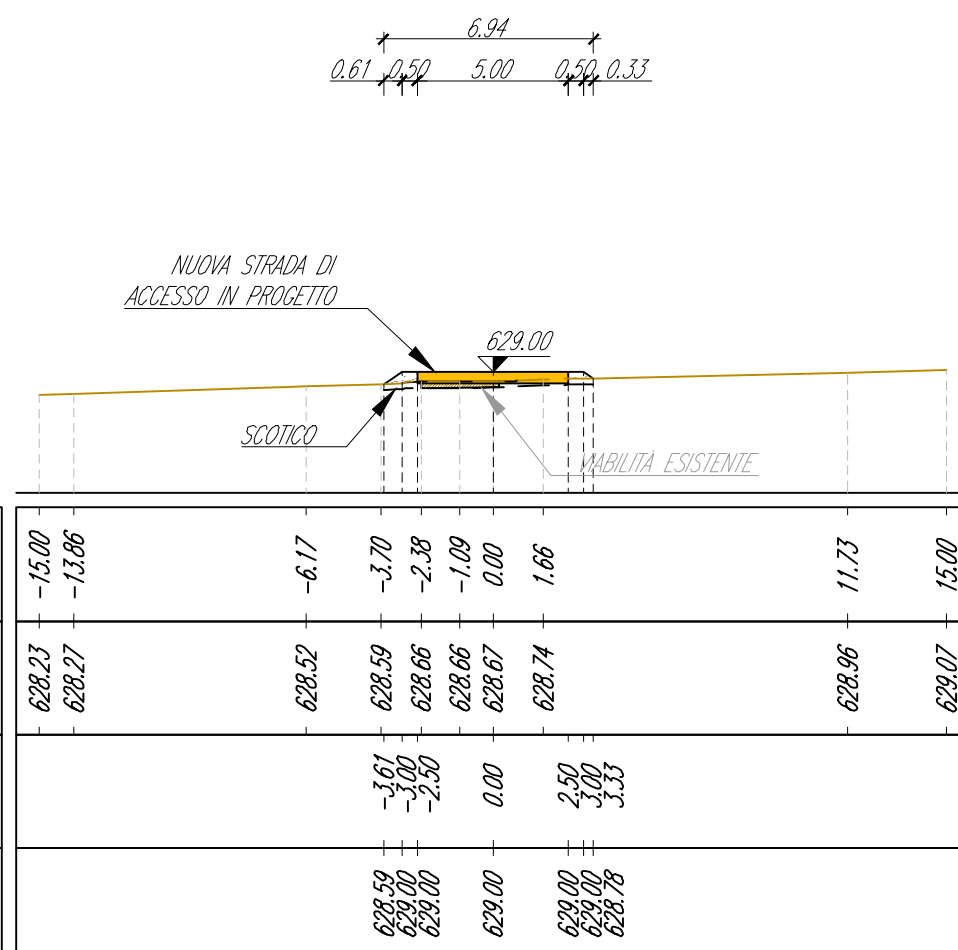 6.94
0.61 0.50 5.00 0.50 0.33
NUOVA STRADA DI
ACCESSO IN PROGETTO
629.00
SCOTICO
VIABILITÀ ESISTENTE
-15.00 -13.86 -6.17 -3.70 -2.38 -1.09 0.00 1.66 11.73 15.00
628.23 628.27 628.52 628.59 628.66 628.66 628.67 628.74 628.96 629.07
-3.61 -3.00 -2.50 0.00 2.50 3.00 3.33
628.59 629.00 629.00 629.00 629.00 629.00 628.78